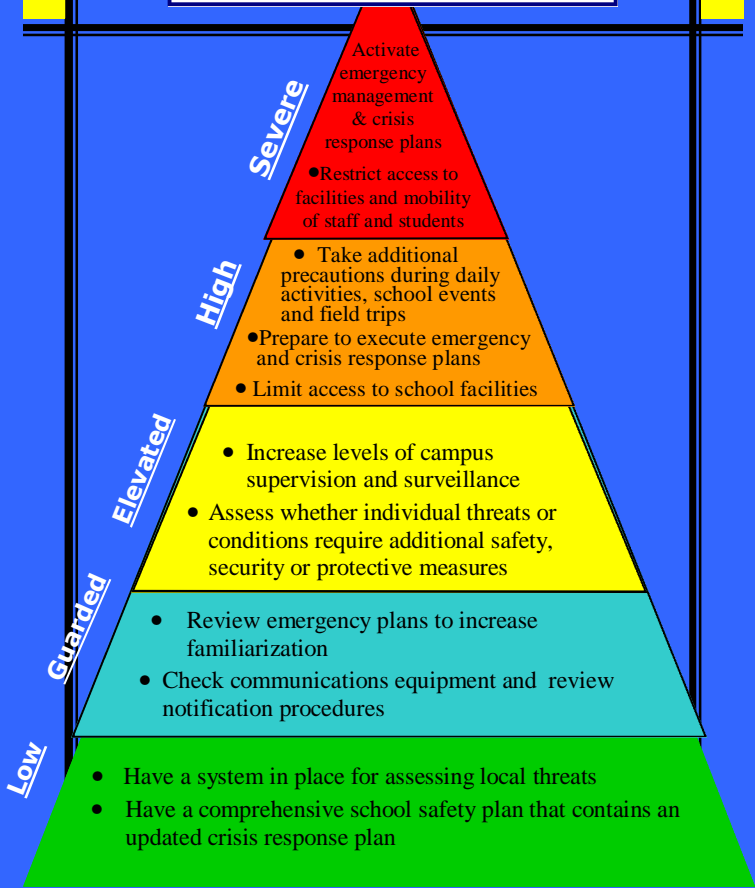 Severe
Activate
emergency
management
& crisis
response plans
•Restrict access to
facilities and mobility
of staff and students
High
• Take additional
precautions during daily
activities, school events
and field trips
•Prepare to execute emergency
and crisis response plans
• Limit access to school facilities
Elevated
• Increase levels of campus
supervision and surveillance
• Assess whether individual threats or
conditions require additional safety,
security or protective measures
Guarded
• Review emergency plans to increase
familiarization
• Check communications equipment and review
notification procedures
Low
• Have a system in place for assessing local threats
• Have a comprehensive school safety plan that contains an
updated crisis response plan